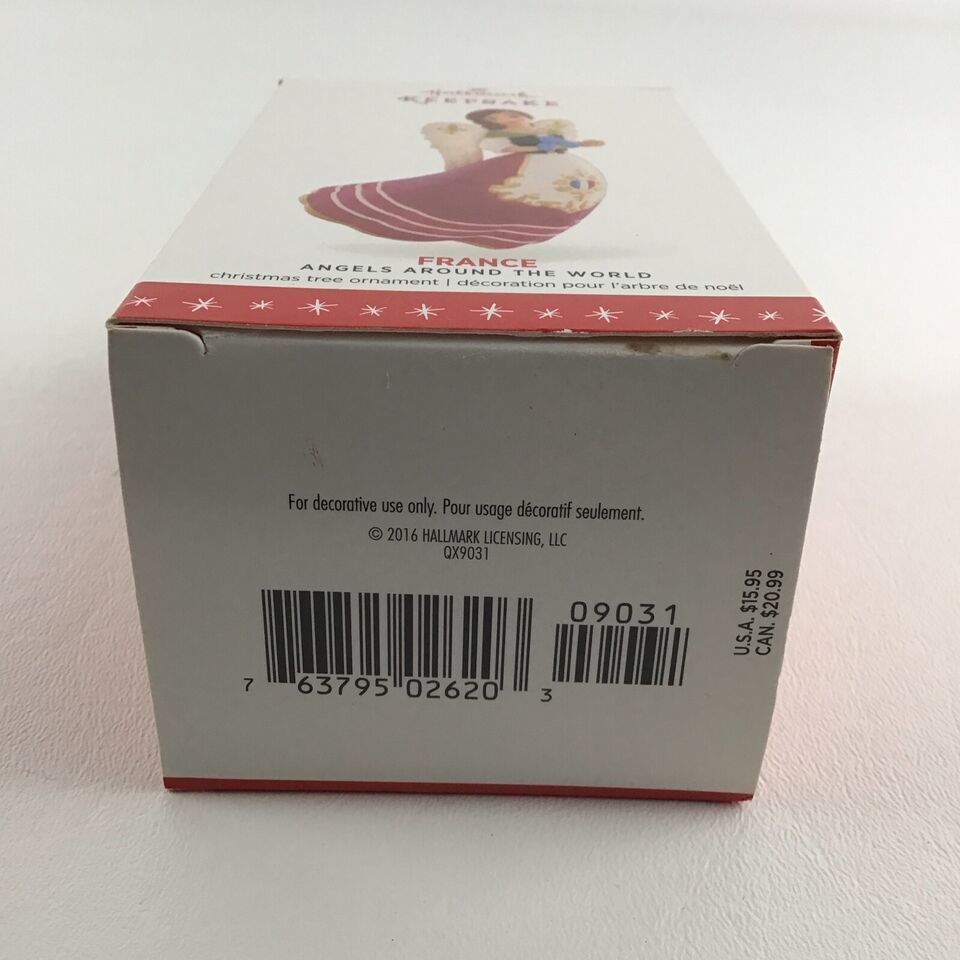 Hallmark
KEEPSAKE
FRANCE
ANGELS AROUND THE WORLD
christmas tree ornament | décoration pour l'arbre de noël
For decorative use only. Pour usage décoratif seulement.
© 2016 HALLMARK LICENSING, LLC
QX9031
09031
7 63795 02620 3
U.S.A. $15.95
CAN. $20.99